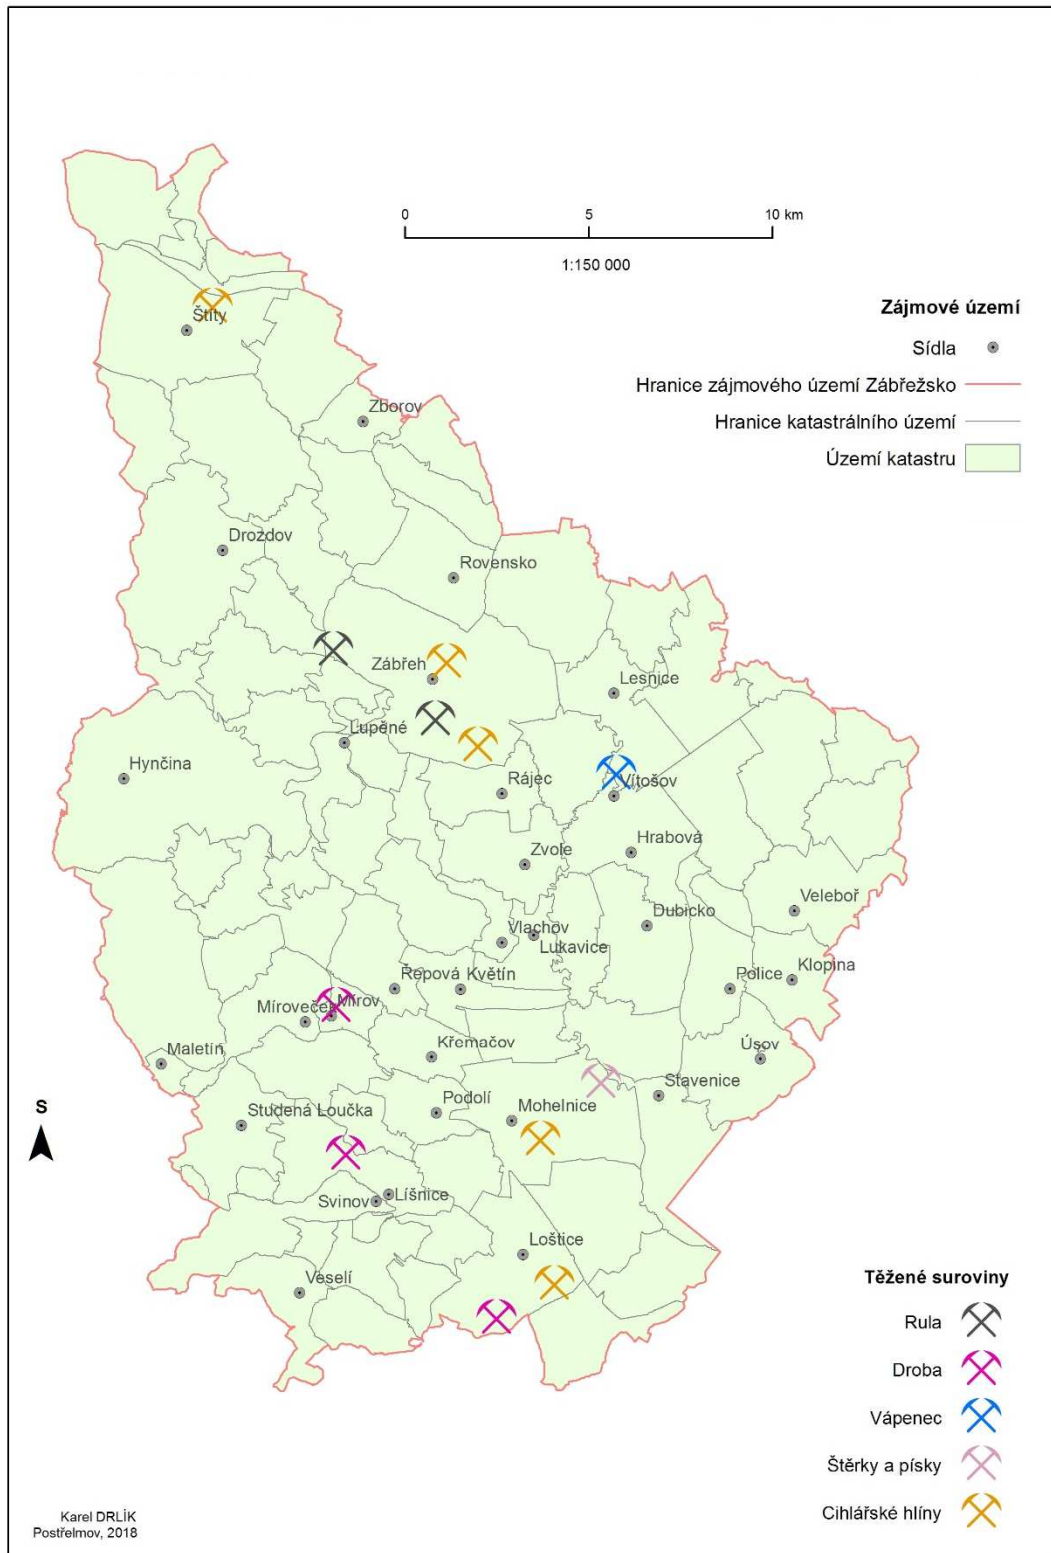 0 5 10 km
1:150 000
Zájmové území
Sídla
Hranice zájmového území Zábřežsko
Hranice katastrálního území
Území katastru
Štíty
Zborov
Drozdov
Rovensko
Zábřeh
Lesnice
Lupěné
Hynčina
Rájec
Vítošov
Hrabová
Zvole
Veleboř
Dubicko
Vlachov
Lukavice
Klopina
Police
Řepová
Květín
Mírov
Míroveček
Křemačov
Maletín
Úsov
Stavenice
S
Studená Loučka
Podolí
Mohelnice
Líšnice
Svinov
Loštice
Veselí
Těžené suroviny
Rula
Droba
Vápenec
Štěrky a písky
Cihlářské hlíny
Karel DRLÍK
Postřelmov, 2018